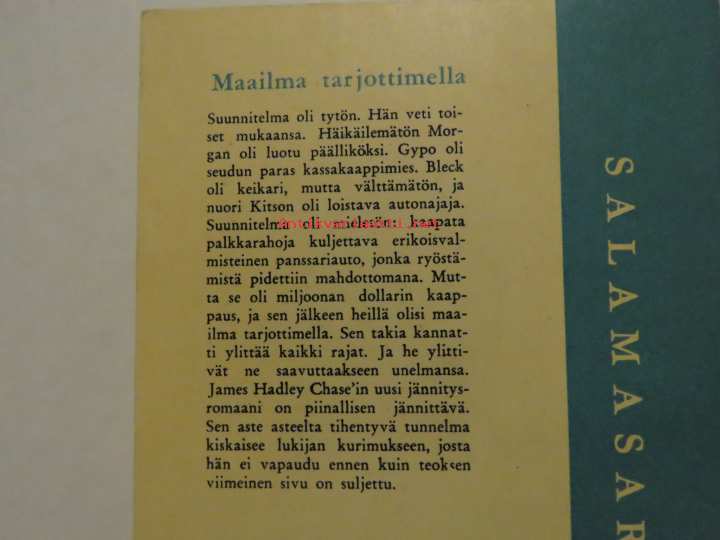 Maailma tarjottimella
Suunnitelma oli tytön. Hän veti toi-
set mukaansa. Häikäilemätön Mor-
gan oli luotu päälliköksi. Gypo oli
seudun paras kassakaappimies. Bleck
oli keikari, mutta välttämätön, ja
nuori Kitson oli loistava autonajaja.
Suunnitelma oli mieletön: kaapata
palkkarahoja kuljettava erikoisval-
misteinen panssariauto, jonka ryöstä-
mistä pidettiin mahdottomana. Mut-
ta se oli miljoonan dollarin kaap-
paus, ja sen jälkeen heillä olisi maa-
ilma tarjottimella. Sen takia kannat-
ti ylittää kaikki rajat. Ja he ylitti-
vät ne saavuttaakseen unelmansa.
James Hadley Chase'in uusi jännitys-
romaani on piinallisen jännittävä.
Sen aste asteelta tihentyvä tunnelma
kiskaisee lukijan kurimukseen, josta
hän ei vapaudu ennen kuin teoksen
viimeinen sivu on suljettu.
SALAMASAR